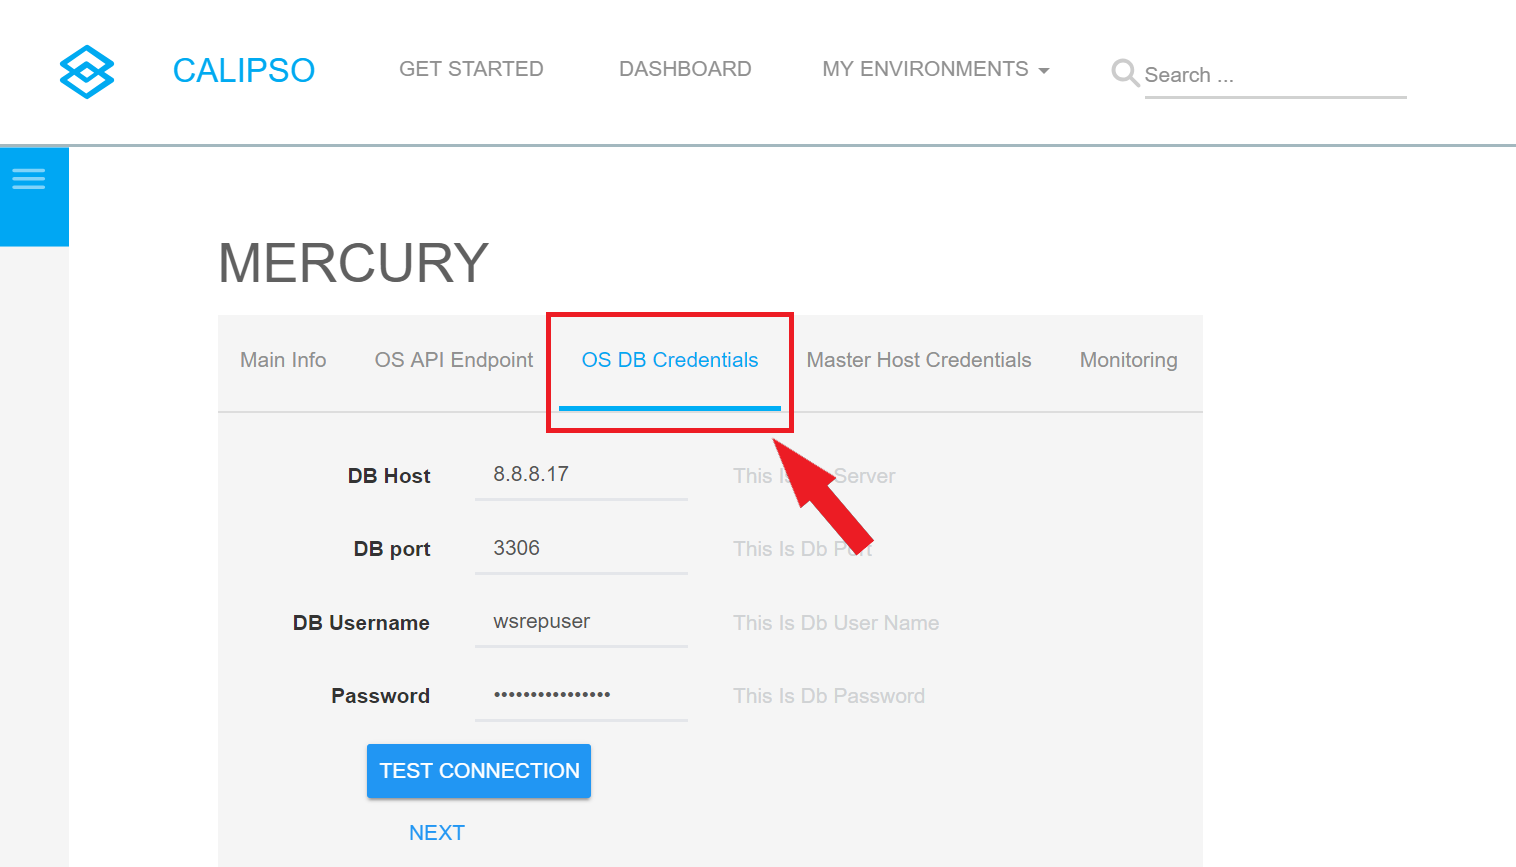 CALIPSO GET STARTED DASHBOARD MY ENVIRONMENTS Search ...
MERCURY
Main Info OS API Endpoint OS DB Credentials Master Host Credentials Monitoring
DB Host 8.8.8.17 This Server
DB port 3306 This Is Db
DB Username wsrepuser This Is Db User Name
Password •••••••••••••••• This Is Db Password
TEST CONNECTION
NEXT